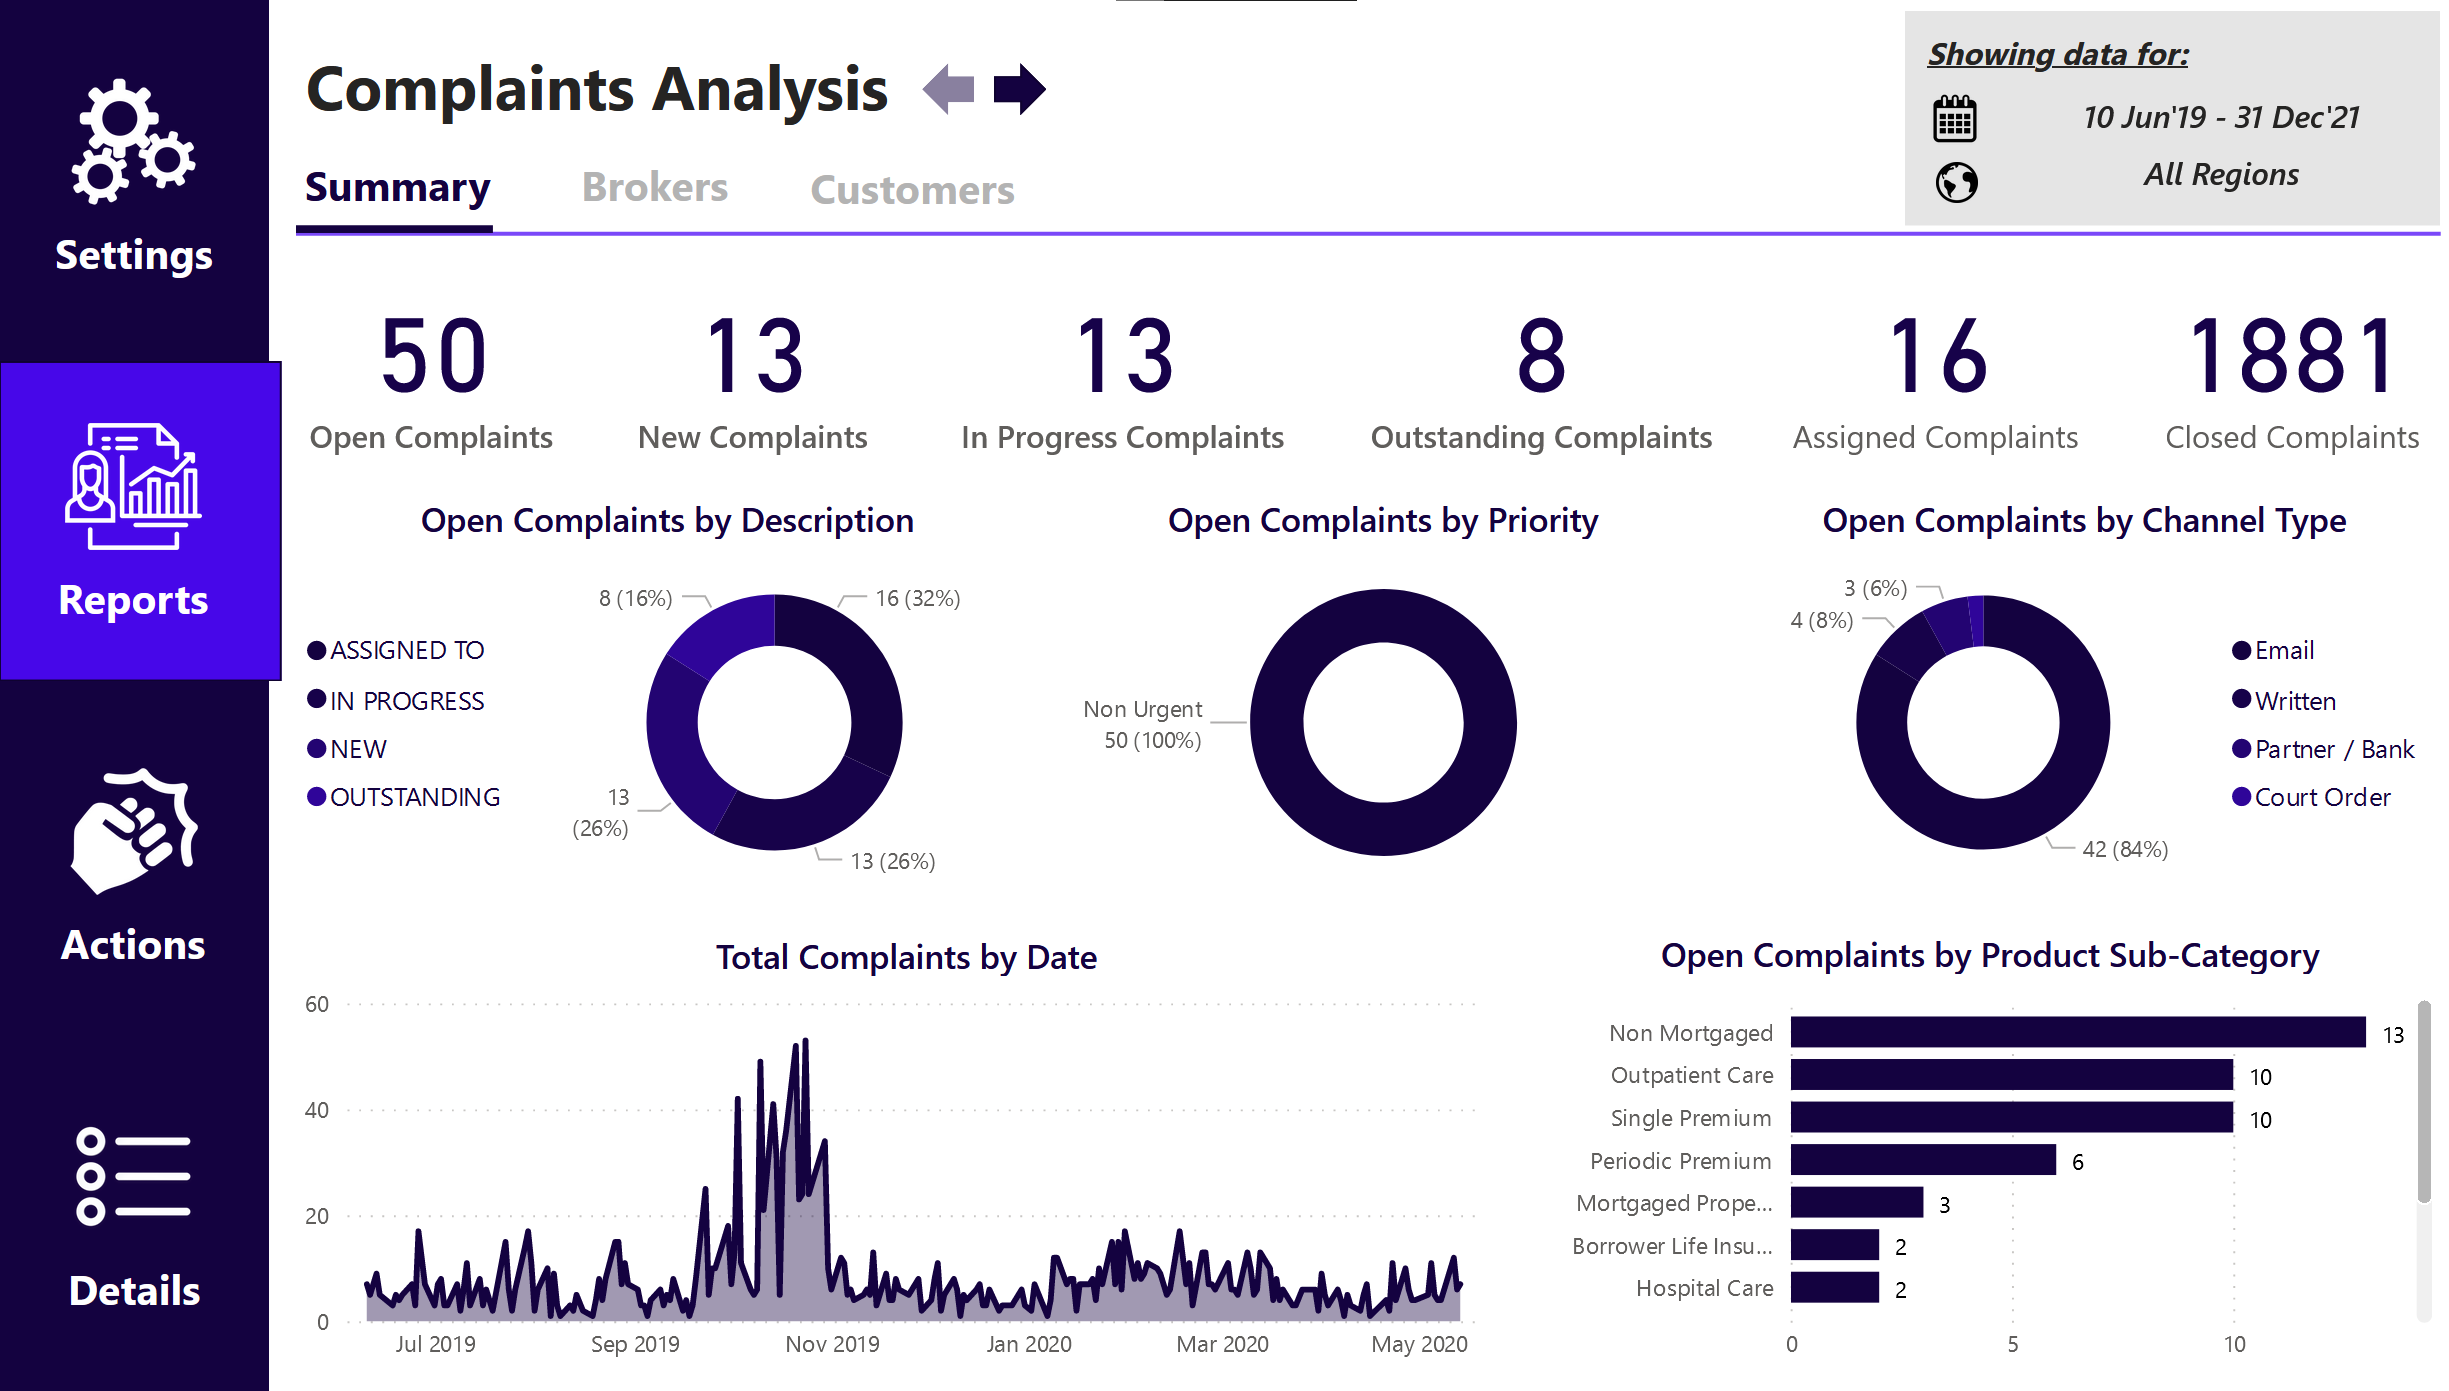 Settings
Reports
Actions
Details
Complaints Analysis
Summary
Brokers
Customers
Showing data for:
10 Jun'19 - 31 Dec'21
All Regions
50
Open Complaints
13
New Complaints
13
In Progress Complaints
8
Outstanding Complaints
16
Assigned Complaints
1881
Closed Complaints
Open Complaints by Description
ASSIGNED TO
IN PROGRESS
NEW
OUTSTANDING
8 (16%)
16 (32%)
13
(26%)
13 (26%)
Open Complaints by Priority
Non Urgent
50 (100%)
Open Complaints by Channel Type
3 (6%)
4 (8%)
42 (84%)
Email
Written
Partner / Bank
Court Order
Total Complaints by Date
60
40
20
0
Jul 2019
Sep 2019
Nov 2019
Jan 2020
Mar 2020
May 2020
Open Complaints by Product Sub-Category
Non Mortgaged
13
Outpatient Care
10
Single Premium
10
Periodic Premium
6
Mortgaged Prope...
3
Borrower Life Insu...
2
Hospital Care
2
0
5
10